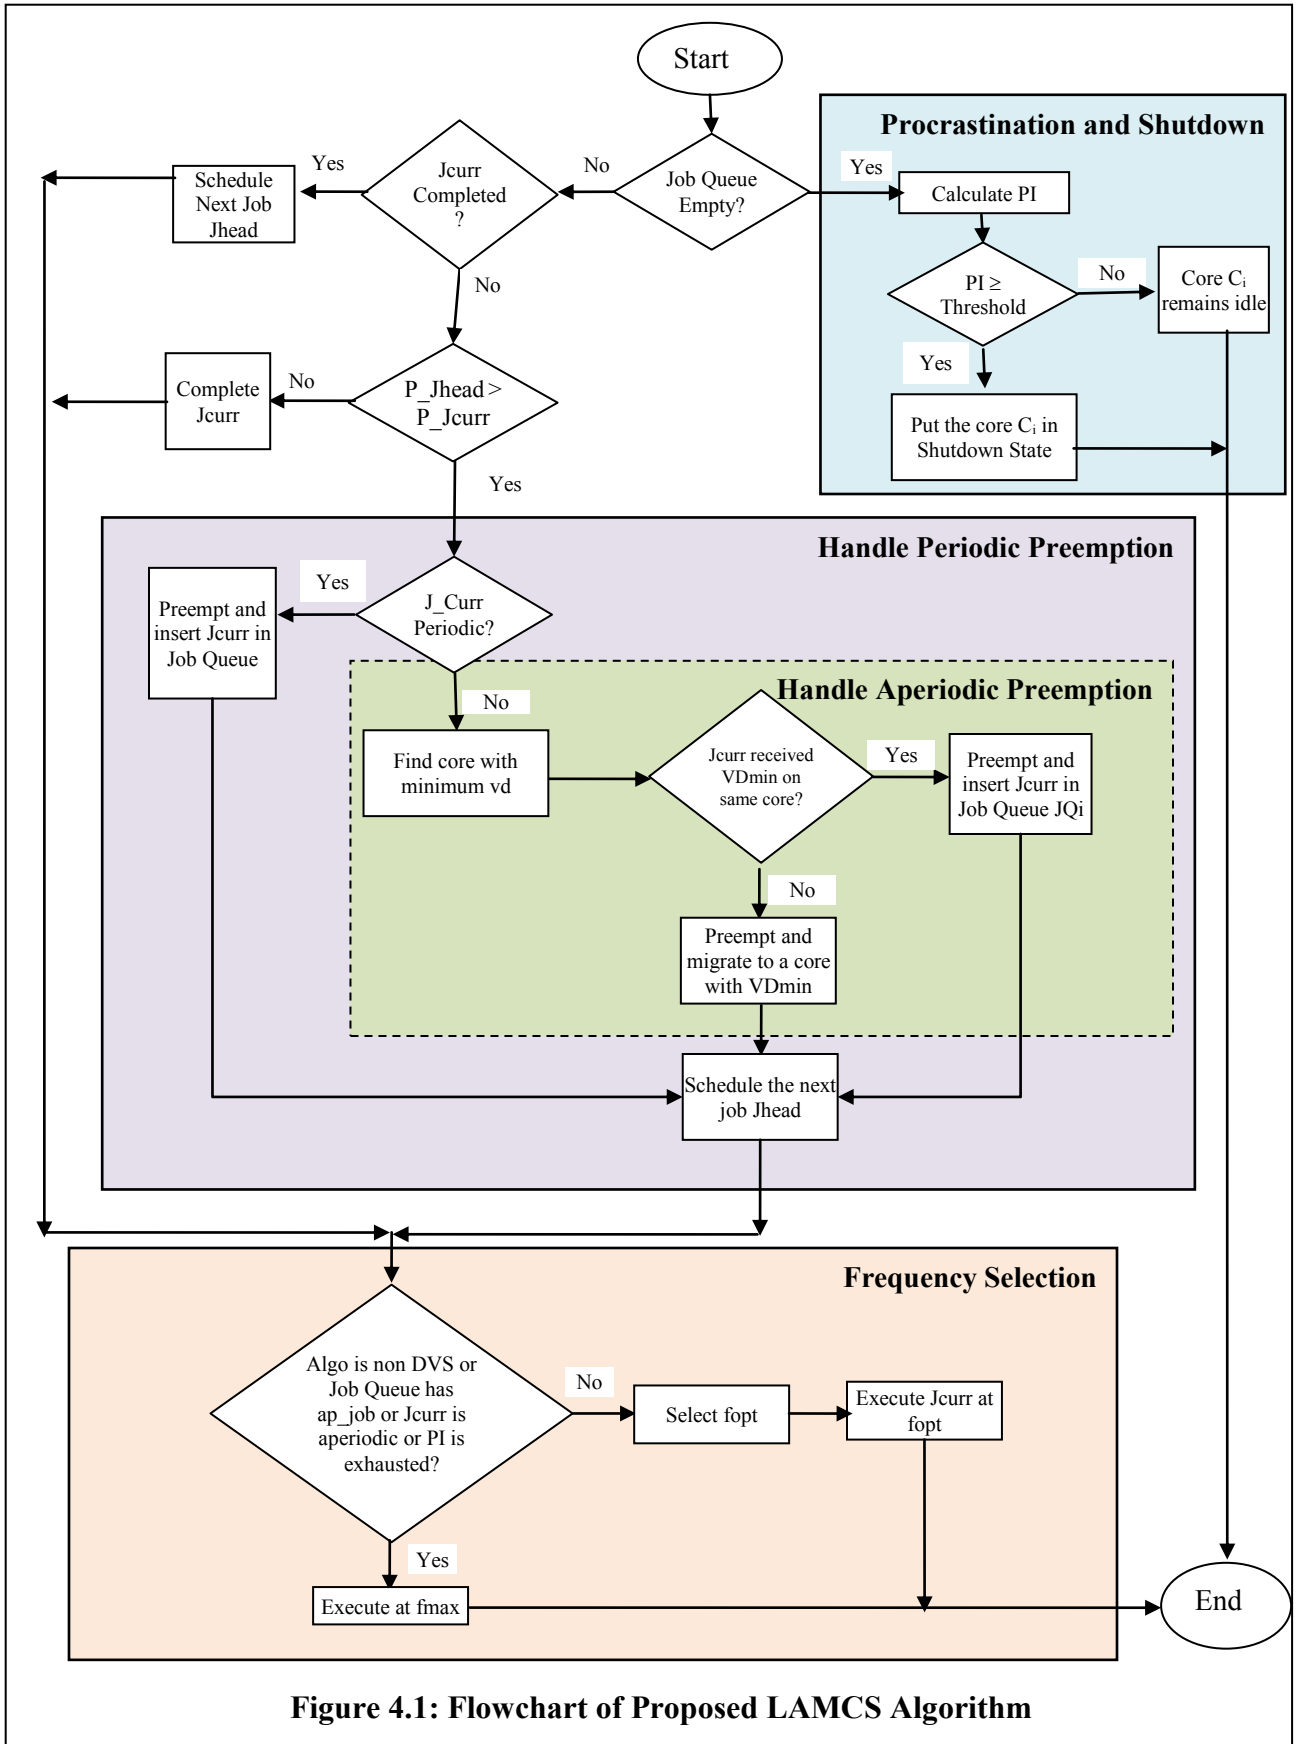 Start
Procrastination and Shutdown
Job Queue
Empty?
No
Yes
Jcurr
Completed
?
Yes
Schedule
Next Job
Jhead
Calculate PI
PI ≥
Threshold
No
Core Ci
remains idle
Yes
Put the core Ci in
Shutdown State
No
P_Jhead >
P_Jcurr
No
Complete
Jcurr
Yes
Handle Periodic Preemption
J_Curr
Periodic?
Yes
Preempt and
insert Jcurr in
Job Queue
No
Handle Aperiodic Preemption
Find core with
minimum vd
Jcurr received
VDmin on
same core?
Yes
Preempt and
insert Jcurr in
Job Queue JQi
No
Preempt and
migrate to a core
with VDmin
Schedule the next
job Jhead
Frequency Selection
Algo is non DVS or
Job Queue has
ap_job or Jcurr is
aperiodic or PI is
exhausted?
No
Select fopt
Execute Jcurr at
fopt
Yes
Execute at fmax
End
Figure 4.1: Flowchart of Proposed LAMCS Algorithm